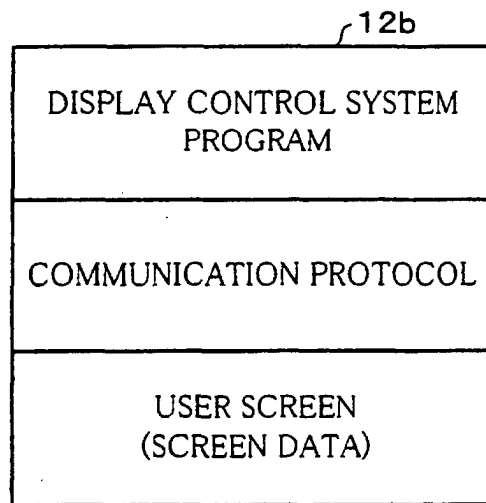 12b
DISPLAY CONTROL SYSTEM
PROGRAM
COMMUNICATION PROTOCOL
USER SCREEN
(SCREEN DATA)